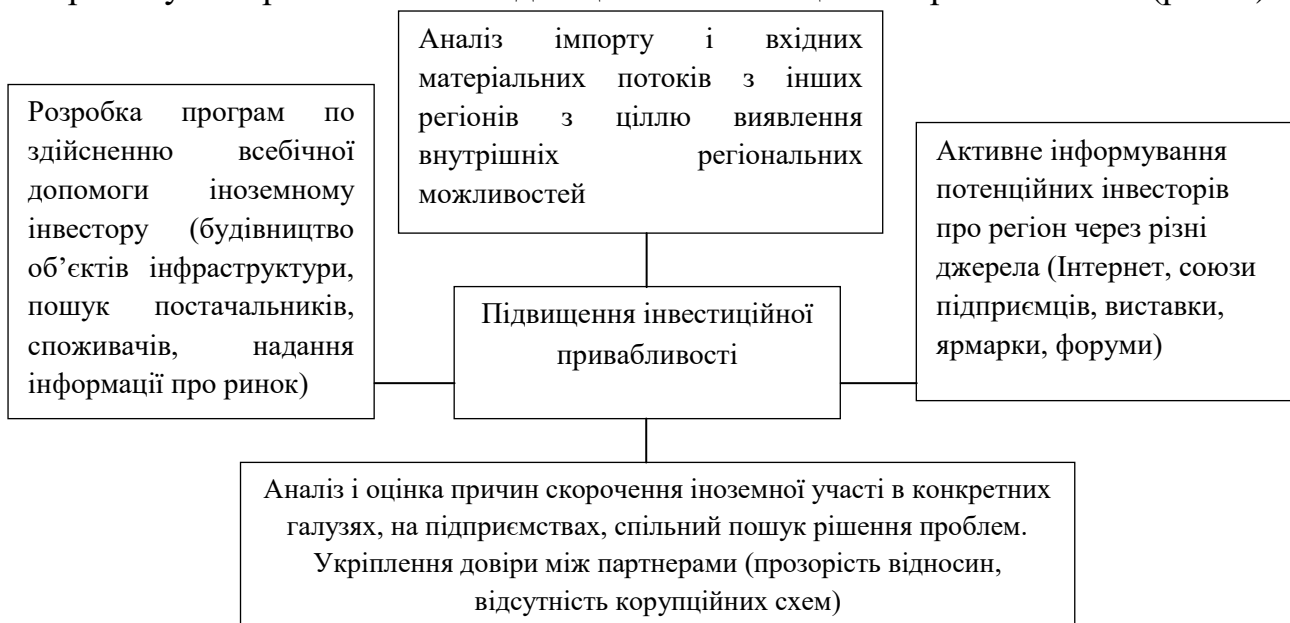 Аналіз імпорту і вхідних
матеріальних потоків з інших
регіонів з ціллю виявлення
внутрішніх регіональних
можливостей
Розробка програм по
здійсненню всебічної
допомоги іноземному
інвестору (будівництво
об’єктів інфраструктури,
пошук постачальників,
споживачів, надання
інформації про ринок)
Активне інформування
потенційних інвесторів
про регіон через різні
джерела (Інтернет, союзи
підприємців, виставки,
ярмарки, форуми)
Підвищення інвестиційної
привабливості
Аналіз і оцінка причин скорочення іноземної участі в конкретних
галузях, на підприємствах, спільний пошук рішення проблем.
Укріплення довіри між партнерами (прозорість відносин,
відсутність корупційних схем)